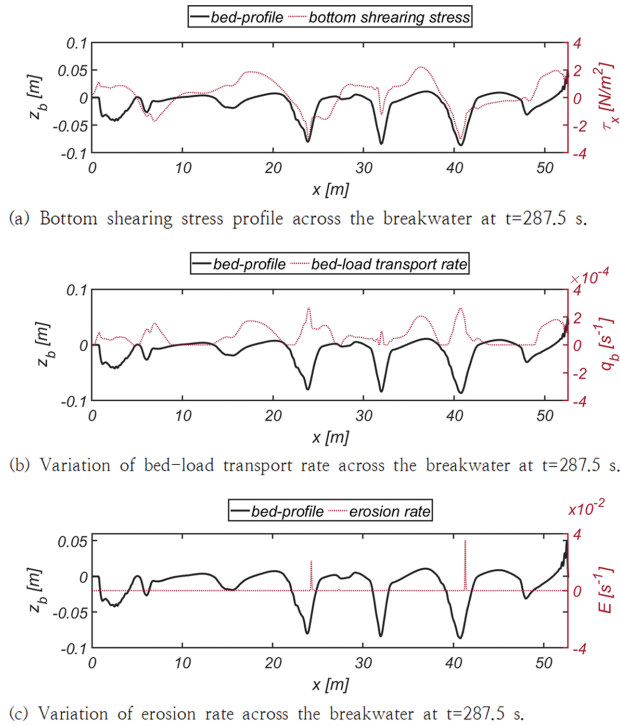 bed-profile bottom shearing stress
0.1 4
0.05 2
0 0
-0.05 -2
-0.1 -4
z_b [m]
τ_x [N/m²]
0 10 20 30 40 50
x [m]
(a) Bottom shearing stress profile across the breakwater at t=287.5 s.
bed-profile bed-load transport rate
×10⁻⁴
0.1 4
2
0 0
-2
-0.1 -4
z_b [m]
q_b [s⁻¹]
0 10 20 30 40 50
x [m]
(b) Variation of bed-load transport rate across the breakwater at t=287.5 s.
bed-profile erosion rate
x10⁻²
4
0.05
0 0
-0.05
-0.1 -4
z_b [m]
E [s⁻¹]
0 10 20 30 40 50
x [m]
(c) Variation of erosion rate across the breakwater at t=287.5 s.